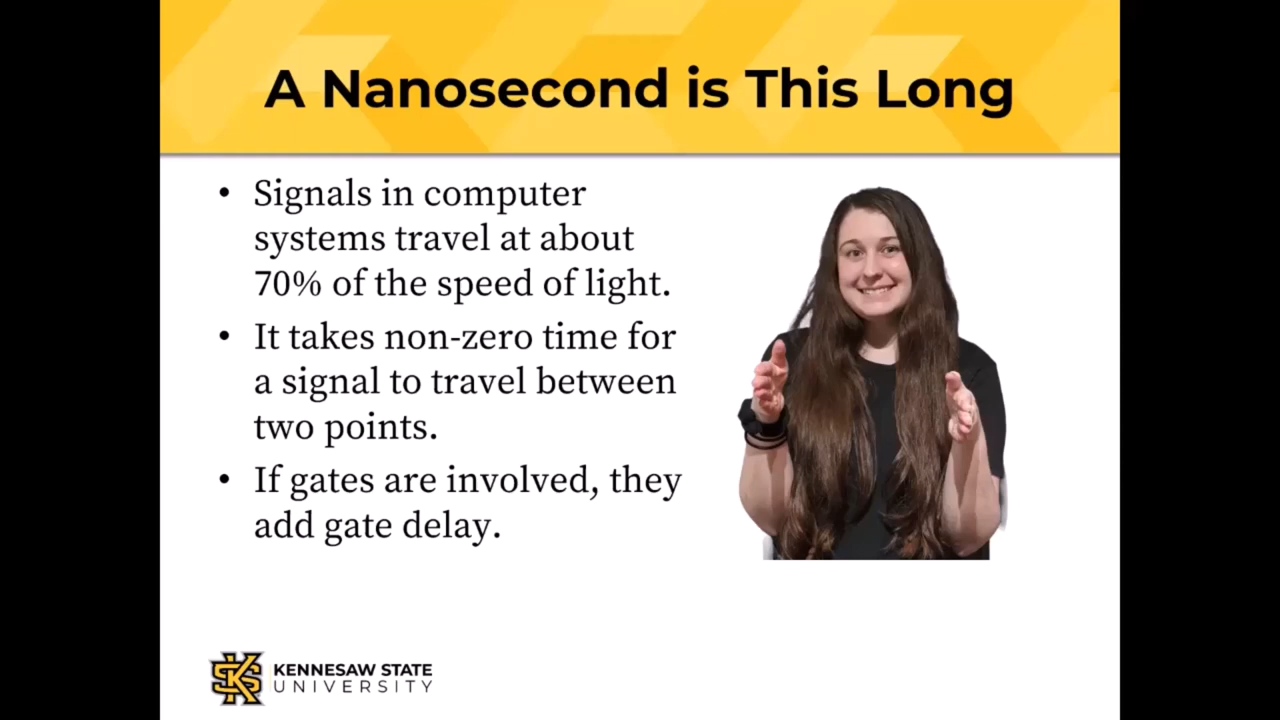 A Nanosecond is This Long
• Signals in computer
systems travel at about
70% of the speed of light.
• It takes non-zero time for
a signal to travel between
two points.
• If gates are involved, they
add gate delay.
KS
KENNESAW STATE
UNIVERSITY